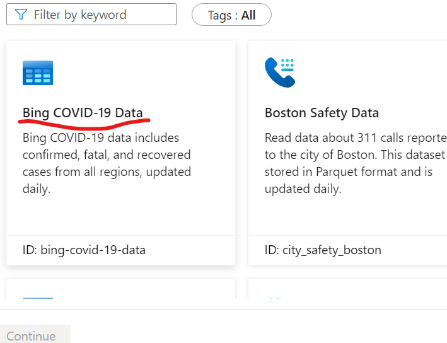 Filter by keyword
Tags : All
Bing COVID-19 Data
Bing COVID-19 data includes
confirmed, fatal, and recovered
cases from all regions, updated
daily.
ID: bing-covid-19-data
Boston Safety Data
Read data about 311 calls reporte
to the city of Boston. This dataset
stored in Parquet format and is
updated daily.
ID: city_safety_boston
Continue